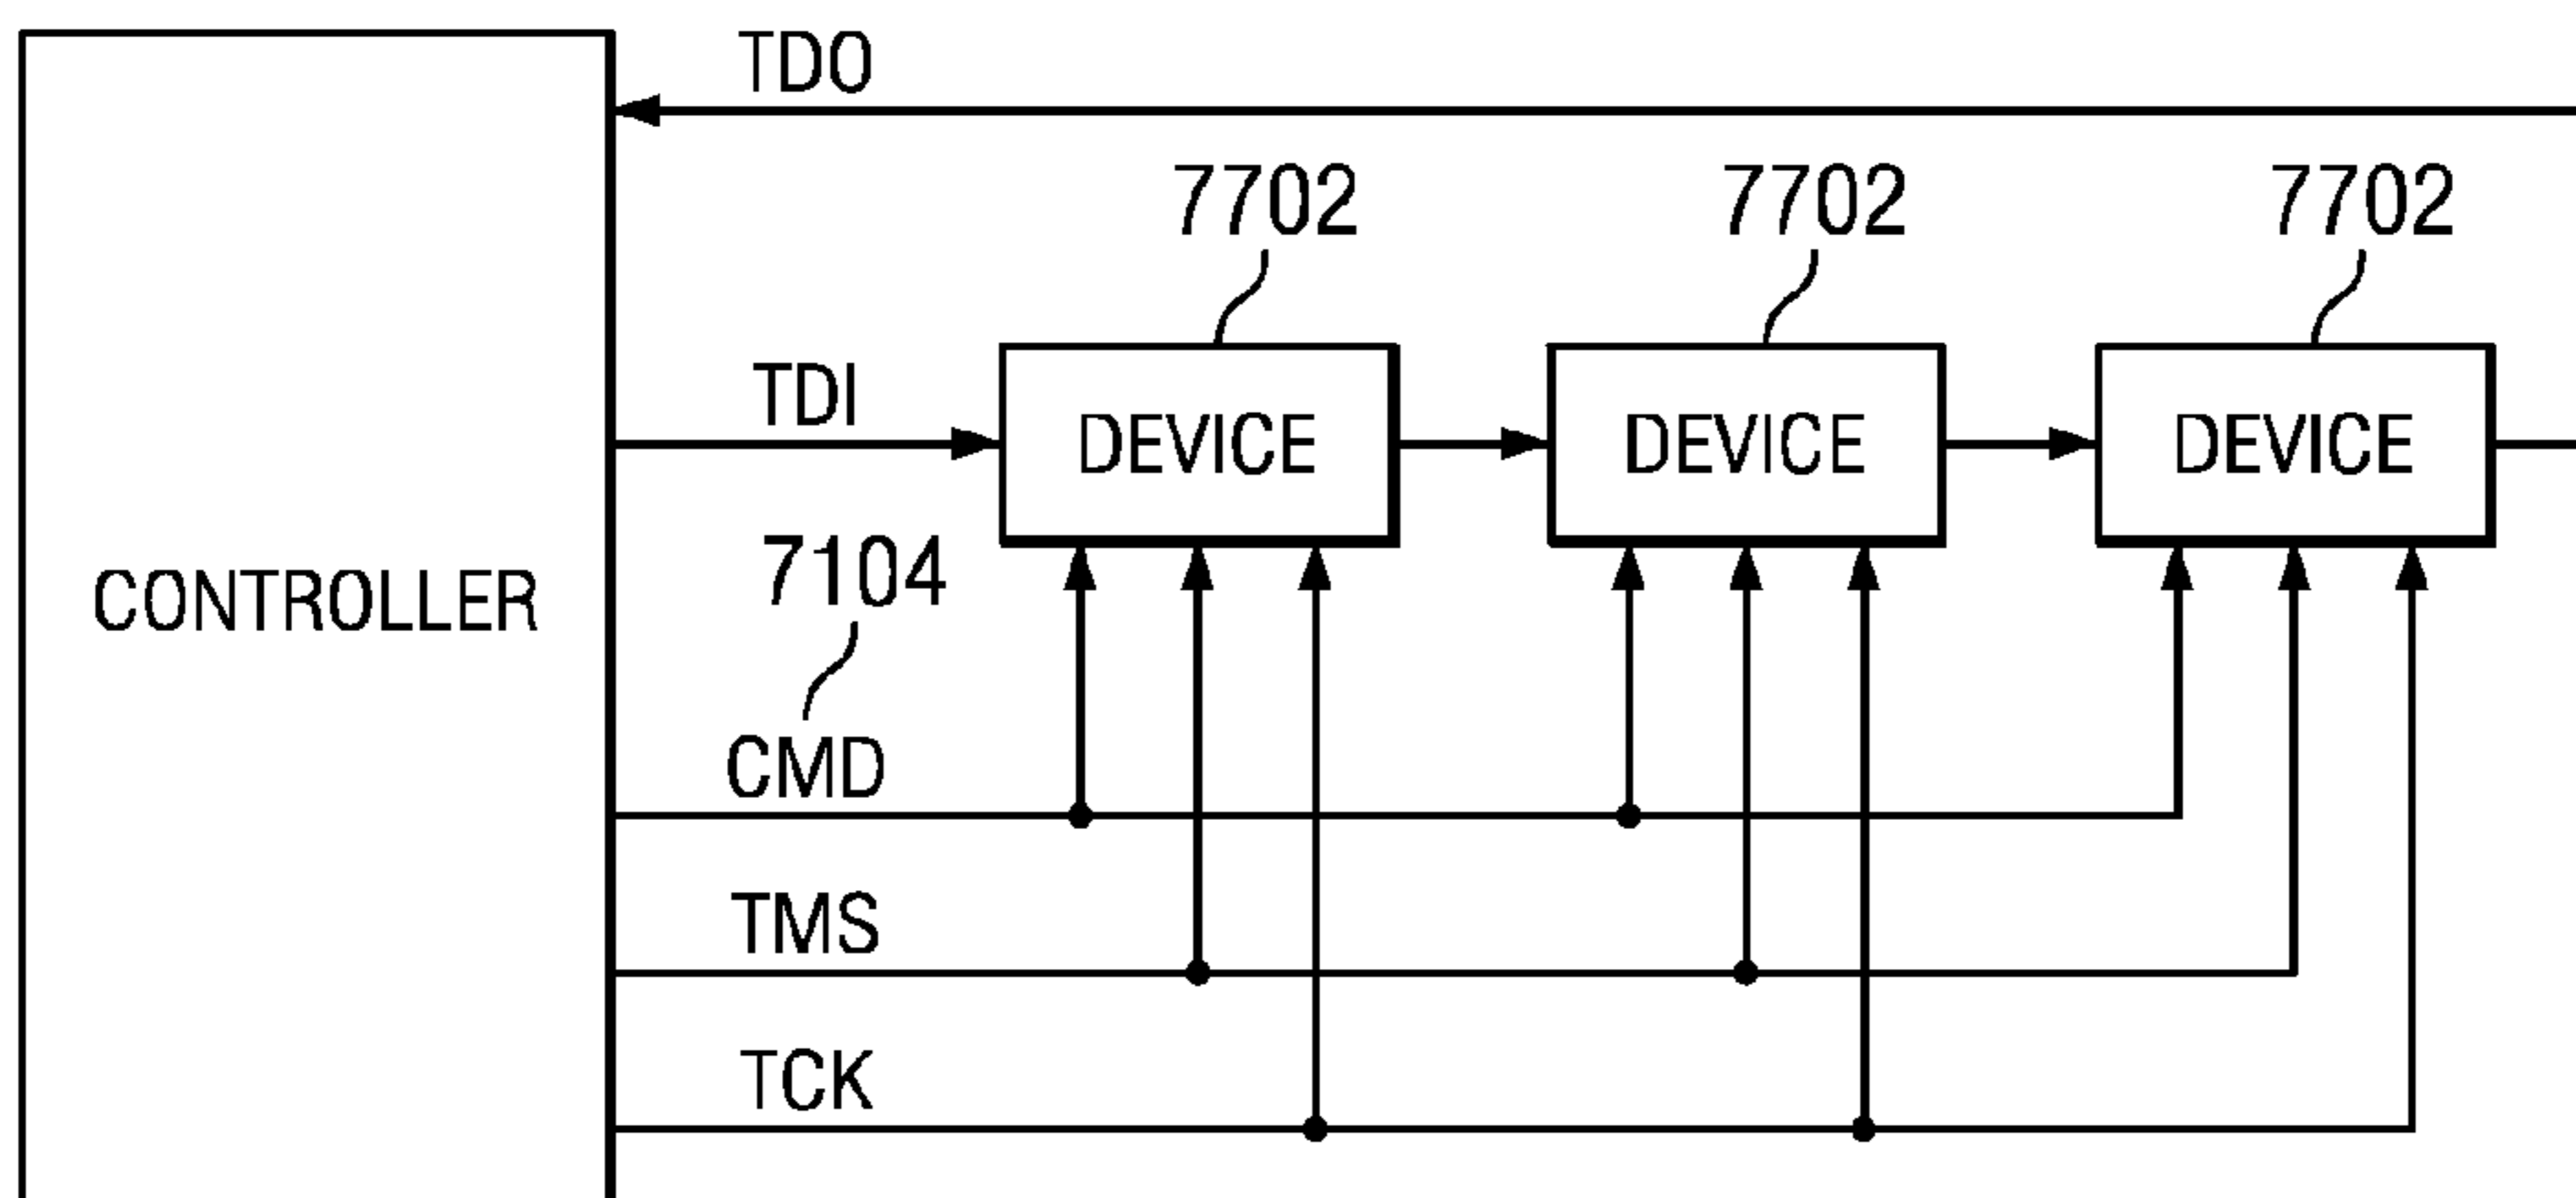 TDO
7702
7702
7702
TDI
DEVICE
DEVICE
DEVICE
7104
CONTROLLER
CMD
TMS
TCK